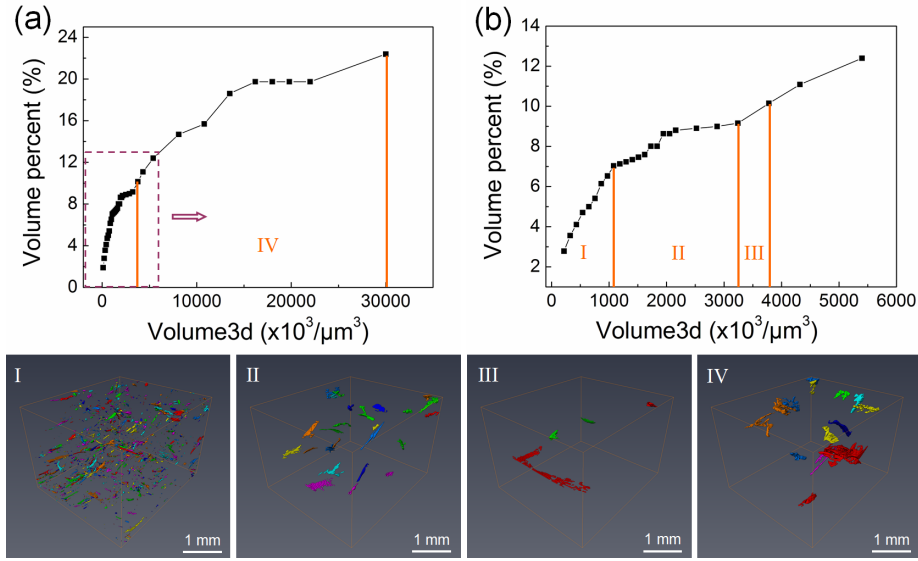 (a)
24
20
16
12
8
4
0
Volume percent (%)
IV
0 10000 20000 30000
Volume3d (x10³/μm³)
(b)
14
12
10
8
6
4
2
Volume percent (%)
I II III
0 1000 2000 3000 4000 5000 6000
Volume3d (x10³/μm³)
I
1 mm
II
1 mm
III
1 mm
IV
1 mm